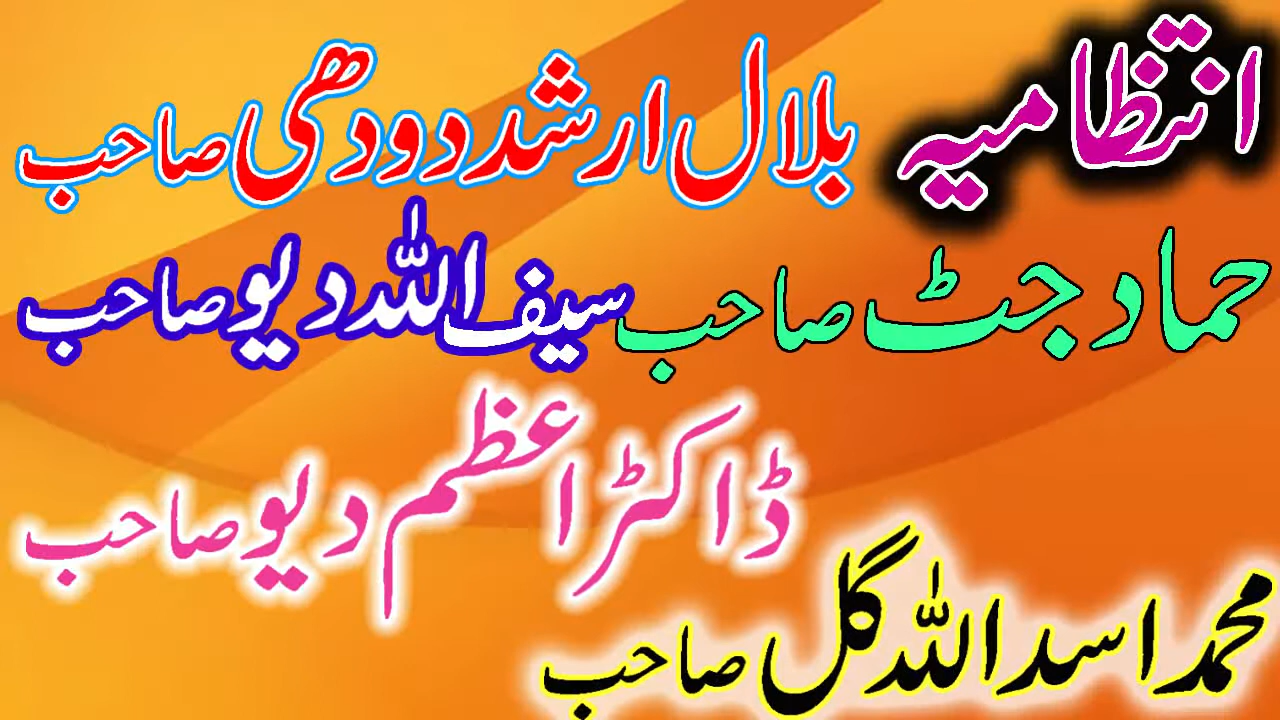 انتظامیہ بلال ارشد دودھی صاحب
حماد جٹ صاحب سیف اللہ دیو صاحب
ڈاکٹر اعظم دیو صاحب
محمد اسد اللہ گل صاحب